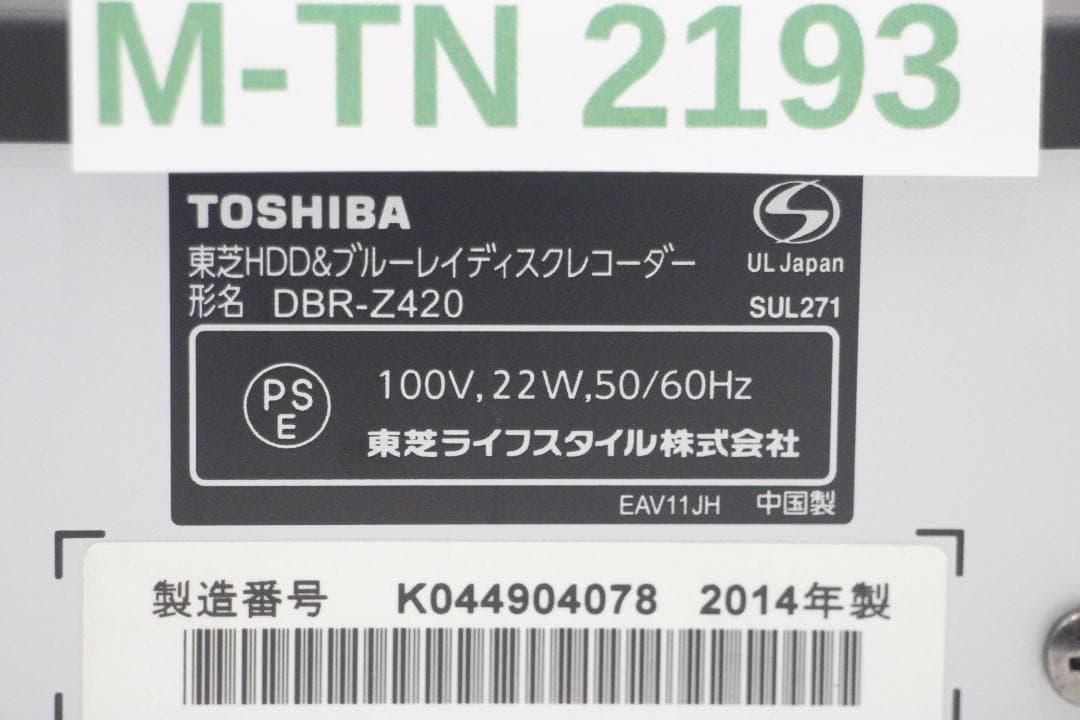 M-TN 2193
TOSHIBA
東芝HDD&ブルーレイディスクレコーダー
形名 DBR-Z420
UL Japan
SUL271
PS
E
100V, 22W, 50/60Hz
東芝ライフスタイル株式会社
EAV11JH 中国製
製造番号 K044904078 2014年製